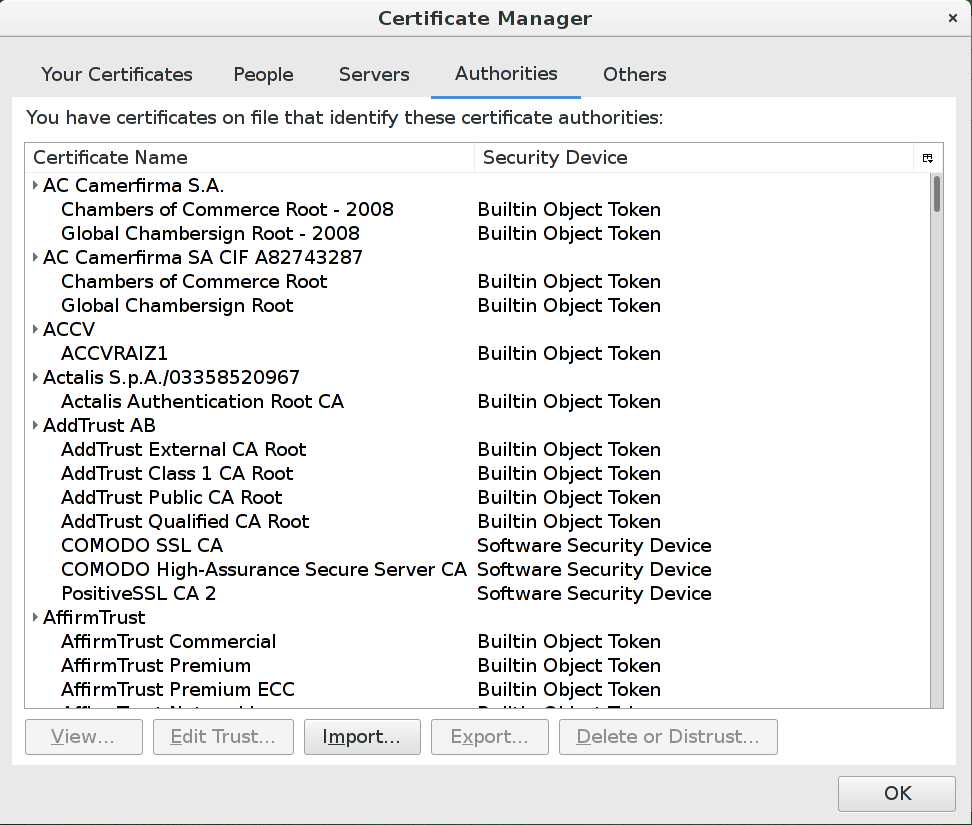 Certificate Manager
Your Certificates People Servers Authorities Others
You have certificates on file that identify these certificate authorities:
Certificate Name Security Device
AC Camerfirma S.A.
Chambers of Commerce Root - 2008 Builtin Object Token
Global Chambersign Root - 2008 Builtin Object Token
AC Camerfirma SA CIF A82743287
Chambers of Commerce Root Builtin Object Token
Global Chambersign Root Builtin Object Token
ACCV
ACCVRAIZ1 Builtin Object Token
Actalis S.p.A./03358520967
Actalis Authentication Root CA Builtin Object Token
AddTrust AB
AddTrust External CA Root Builtin Object Token
AddTrust Class 1 CA Root Builtin Object Token
AddTrust Public CA Root Builtin Object Token
AddTrust Qualified CA Root Builtin Object Token
COMODO SSL CA Software Security Device
COMODO High-Assurance Secure Server CA Software Security Device
PositiveSSL CA 2 Software Security Device
AffirmTrust
AffirmTrust Commercial Builtin Object Token
AffirmTrust Premium Builtin Object Token
AffirmTrust Premium ECC Builtin Object Token
View... Edit Trust... Import... Export... Delete or Distrust...
OK